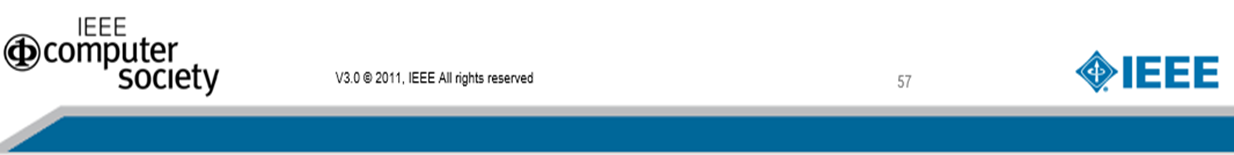 IEEE
computer
society
V3.0 © 2011, IEEE All rights reserved
57
IEEE